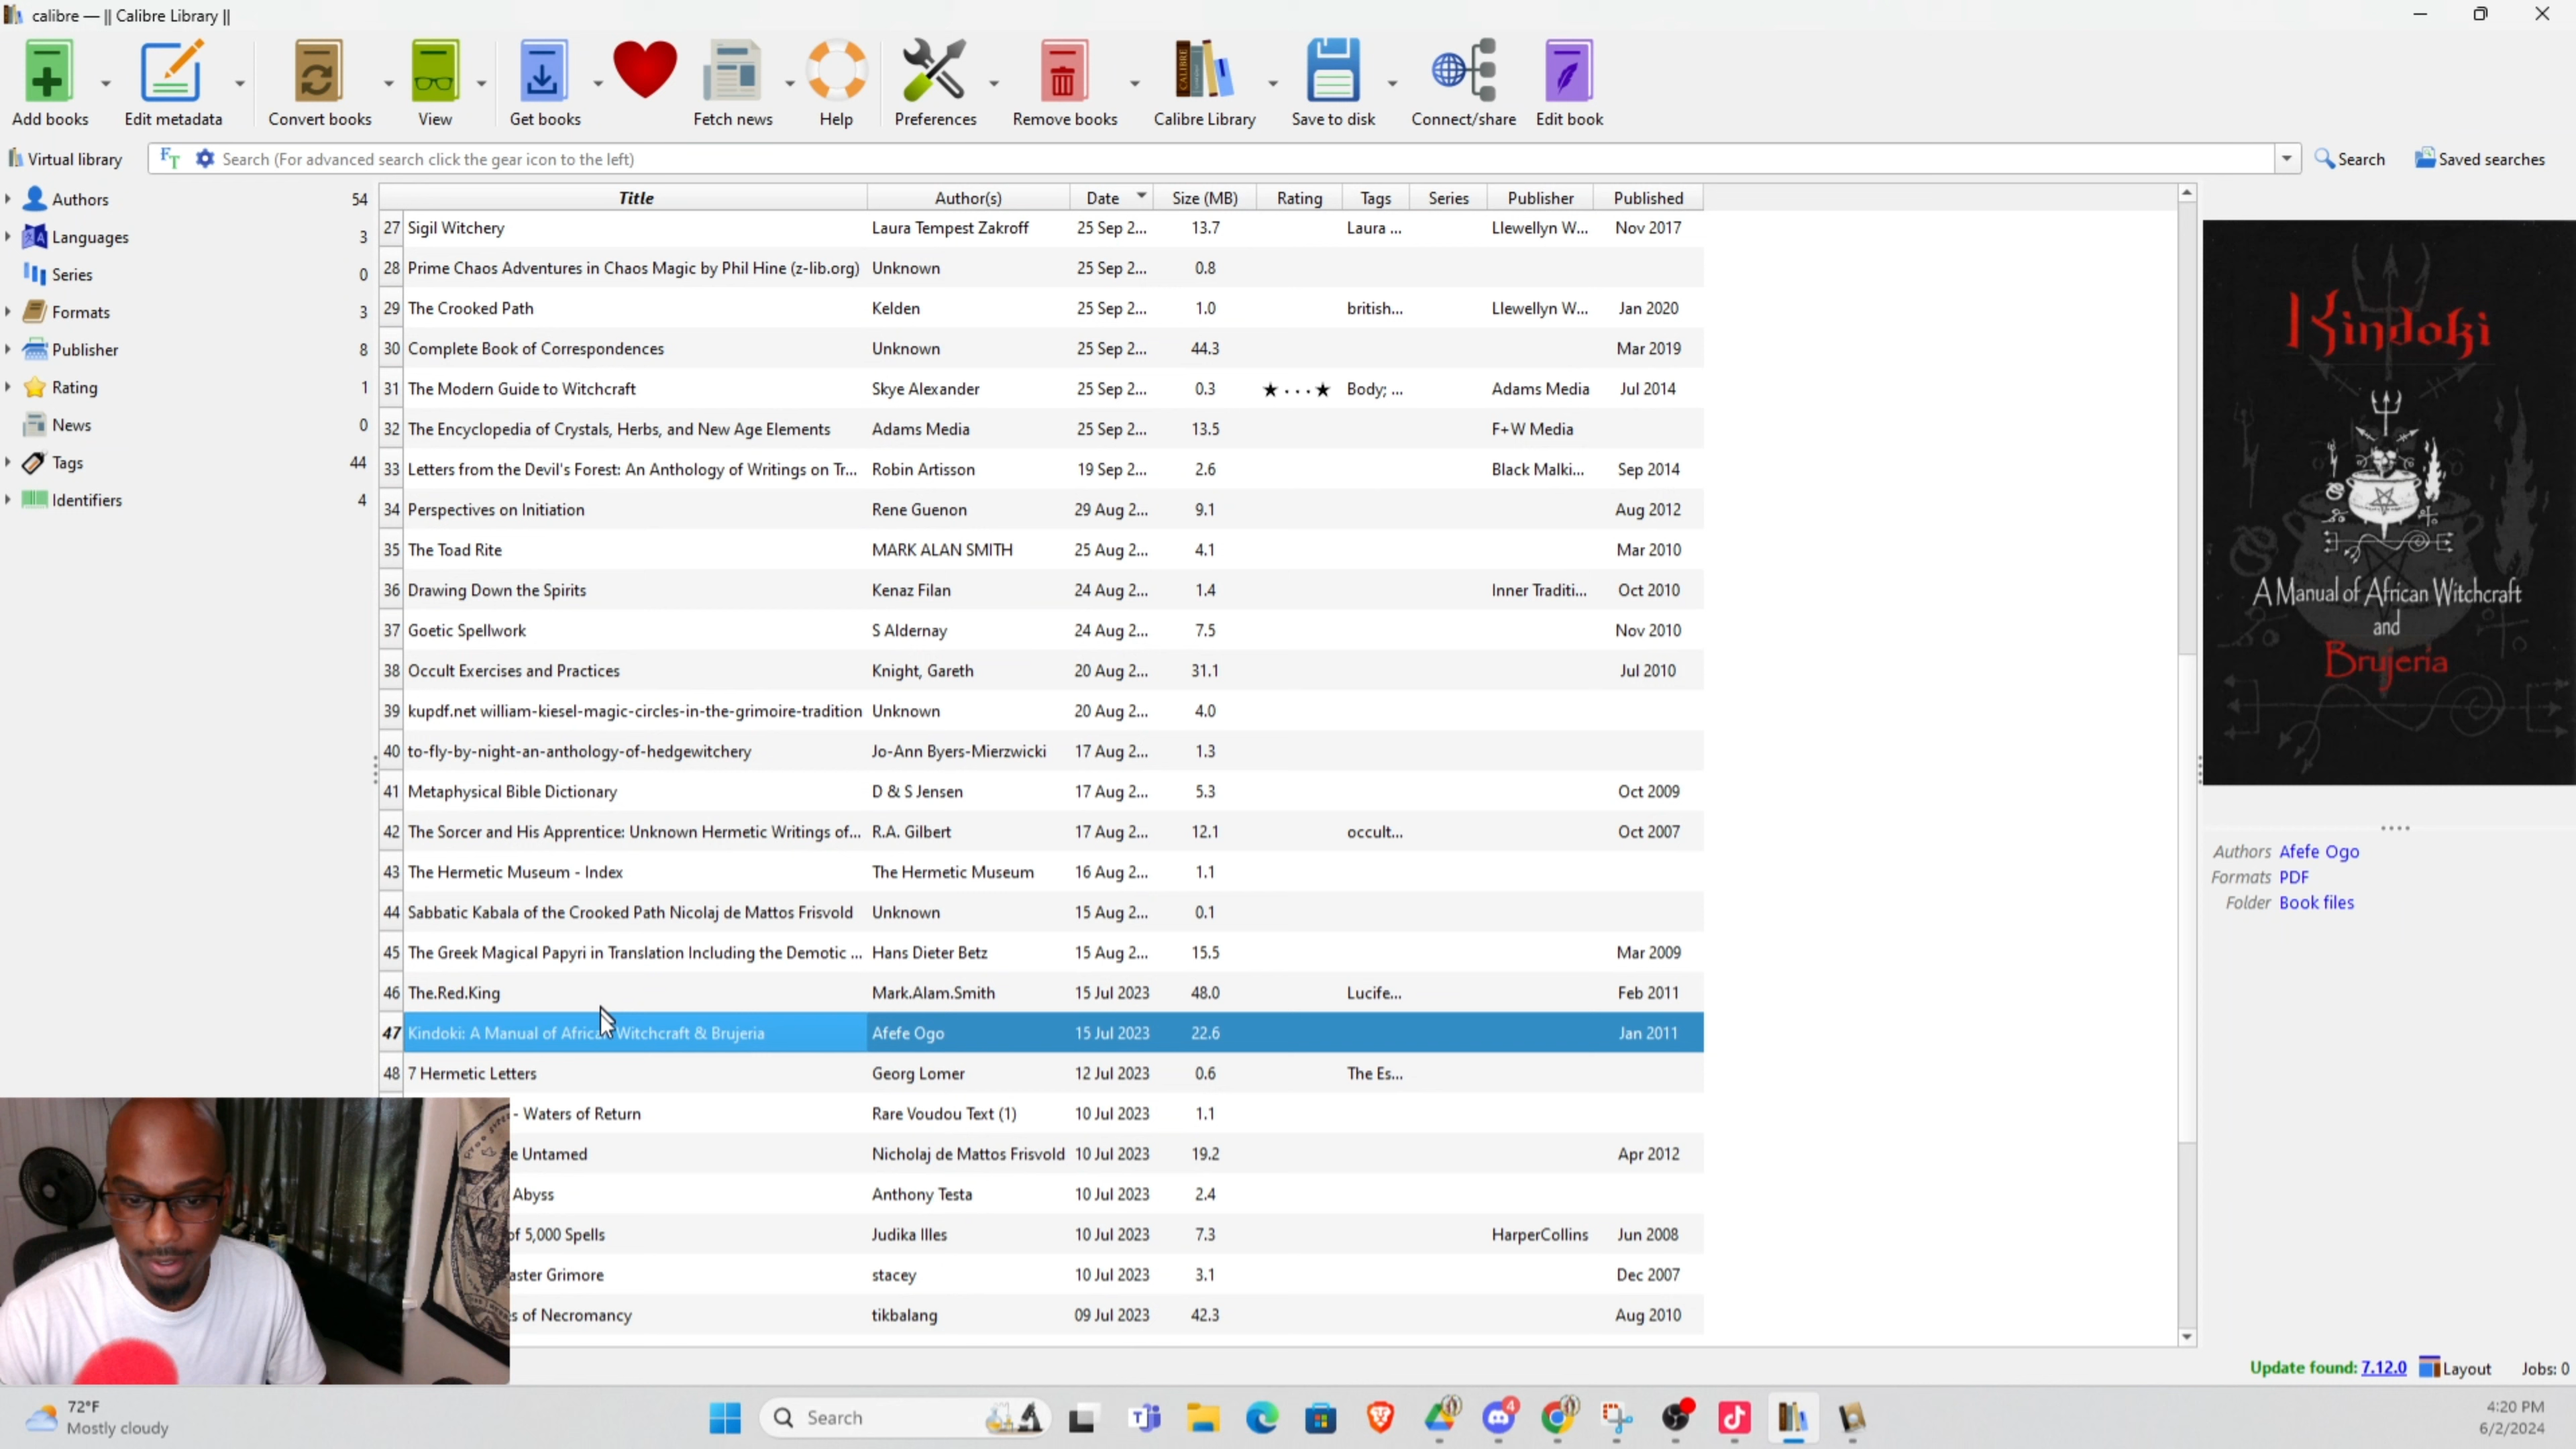 calibre — || Calibre Library ||
Add books Edit metadata Convert books View Get books Fetch news Help Preferences Remove books Calibre Library Save to disk Connect/share Edit book
Virtual library FT Search (For advanced search click the gear icon to the left) Search Saved searches
Authors 54
Languages 3
Series 0
Formats 3
Publisher 8
Rating 1
News 0
Tags 44
Identifiers 4
Title Author(s) Date Size (MB) Rating Tags Series Publisher Published
27 Sigil Witchery Laura Tempest Zakroff 25 Sep 2... 13.7 Laura ... Llewellyn W... Nov 2017
28 Prime Chaos Adventures in Chaos Magic by Phil Hine (z-lib.org) Unknown 25 Sep 2... 0.8
29 The Crooked Path Kelden 25 Sep 2... 1.0 british... Llewellyn W... Jan 2020
30 Complete Book of Correspondences Unknown 25 Sep 2... 44.3 Mar 2019
31 The Modern Guide to Witchcraft Skye Alexander 25 Sep 2... 0.3 ★...★ Body; ... Adams Media Jul 2014
32 The Encyclopedia of Crystals, Herbs, and New Age Elements Adams Media 25 Sep 2... 13.5 F+W Media
33 Letters from the Devil's Forest: An Anthology of Writings on Tr... Robin Artisson 19 Sep 2... 2.6 Black Malki... Sep 2014
34 Perspectives on Initiation Rene Guenon 29 Aug 2... 9.1 Aug 2012
35 The Toad Rite MARK ALAN SMITH 25 Aug 2... 4.1 Mar 2010
36 Drawing Down the Spirits Kenaz Filan 24 Aug 2... 1.4 Inner Traditi... Oct 2010
37 Goetic Spellwork S Aldernay 24 Aug 2... 7.5 Nov 2010
38 Occult Exercises and Practices Knight, Gareth 20 Aug 2... 31.1 Jul 2010
39 kupdf.net william-kiesel-magic-circles-in-the-grimoire-tradition Unknown 20 Aug 2... 4.0
40 to-fly-by-night-an-anthology-of-hedgewitchery Jo-Ann Byers-Mierzwicki 17 Aug 2... 1.3
41 Metaphysical Bible Dictionary D & S Jensen 17 Aug 2... 5.3 Oct 2009
42 The Sorcer and His Apprentice: Unknown Hermetic Writings of... R.A. Gilbert 17 Aug 2... 12.1 occult... Oct 2007
43 The Hermetic Museum - Index The Hermetic Museum 16 Aug 2... 1.1
44 Sabbatic Kabala of the Crooked Path Nicolaj de Mattos Frisvold Unknown 15 Aug 2... 0.1
45 The Greek Magical Papyri in Translation Including the Demotic ... Hans Dieter Betz 15 Aug 2... 15.5 Mar 2009
46 The.Red.King Mark.Alam.Smith 15 Jul 2023 48.0 Lucife... Feb 2011
47 Kindoki: A Manual of African Witchcraft & Brujeria Afefe Ogo 15 Jul 2023 22.6 Jan 2011
48 7 Hermetic Letters Georg Lomer 12 Jul 2023 0.6 The Es...
- Waters of Return Rare Voudou Text (1) 10 Jul 2023 1.1
e Untamed Nicholaj de Mattos Frisvold 10 Jul 2023 19.2 Apr 2012
Abyss Anthony Testa 10 Jul 2023 2.4
of 5,000 Spells Judika Illes 10 Jul 2023 7.3 HarperCollins Jun 2008
aster Grimore stacey 10 Jul 2023 3.1 Dec 2007
s of Necromancy tikbalang 09 Jul 2023 42.3 Aug 2010
Kindoki
A Manual of African Witchcraft
and
Brujeria
Authors Afefe Ogo
Formats PDF
Folder Book files
Update found: 7.12.0 Layout Jobs: 0
72°F
Mostly cloudy
Search
4
4:20 PM
6/2/2024